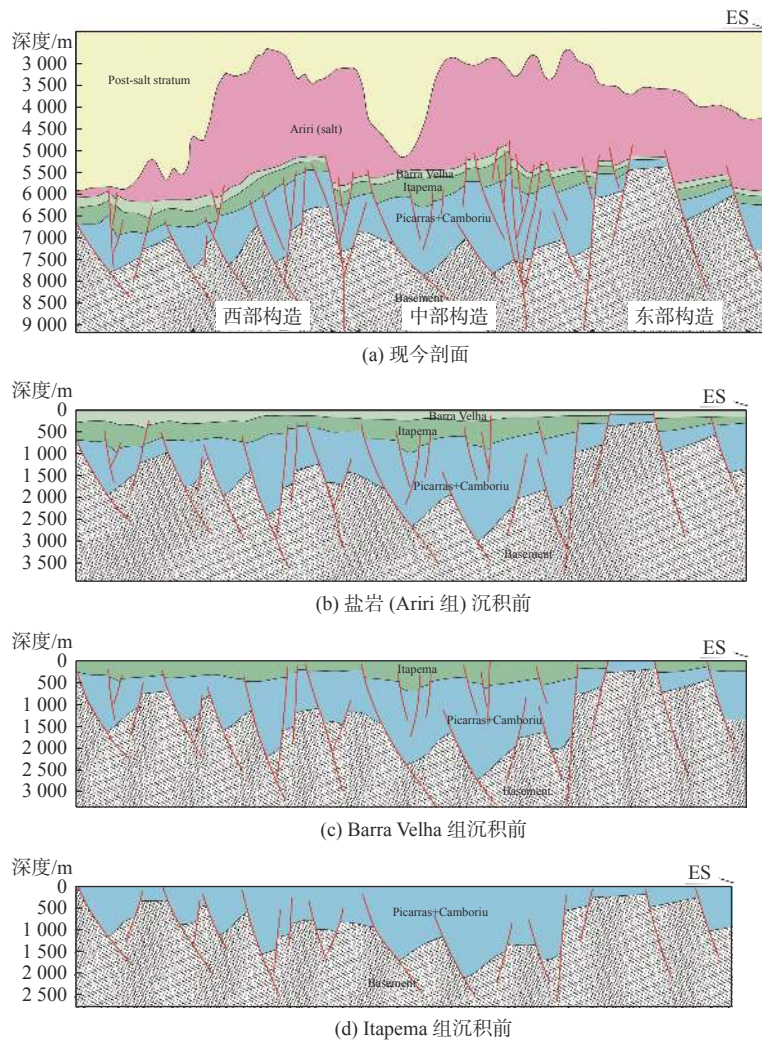 ES
深度/m
3 000
3 500
4 000
4 500
5 000
5 500
6 000
6 500
7 000
7 500
8 000
8 500
9 000
Post-salt stratum
Ariri (salt)
Barra Velha
Itapema
Picarras+Camboriu
Basement
西部构造 中部构造 东部构造
(a) 现今剖面
ES
深度/m
0
500
1 000
1 500
2 000
2 500
3 000
3 500
Barra Velha
Itapema
Picarras+Camboriu
Basement
(b) 盐岩 (Ariri 组) 沉积前
ES
深度/m
0
500
1 000
1 500
2 000
2 500
3 000
Itapema
Picarras+Camboriu
Basement
(c) Barra Velha 组沉积前
ES
深度/m
0
500
1 000
1 500
2 000
2 500
Picarras+Camboriu
Basement
(d) Itapema 组沉积前